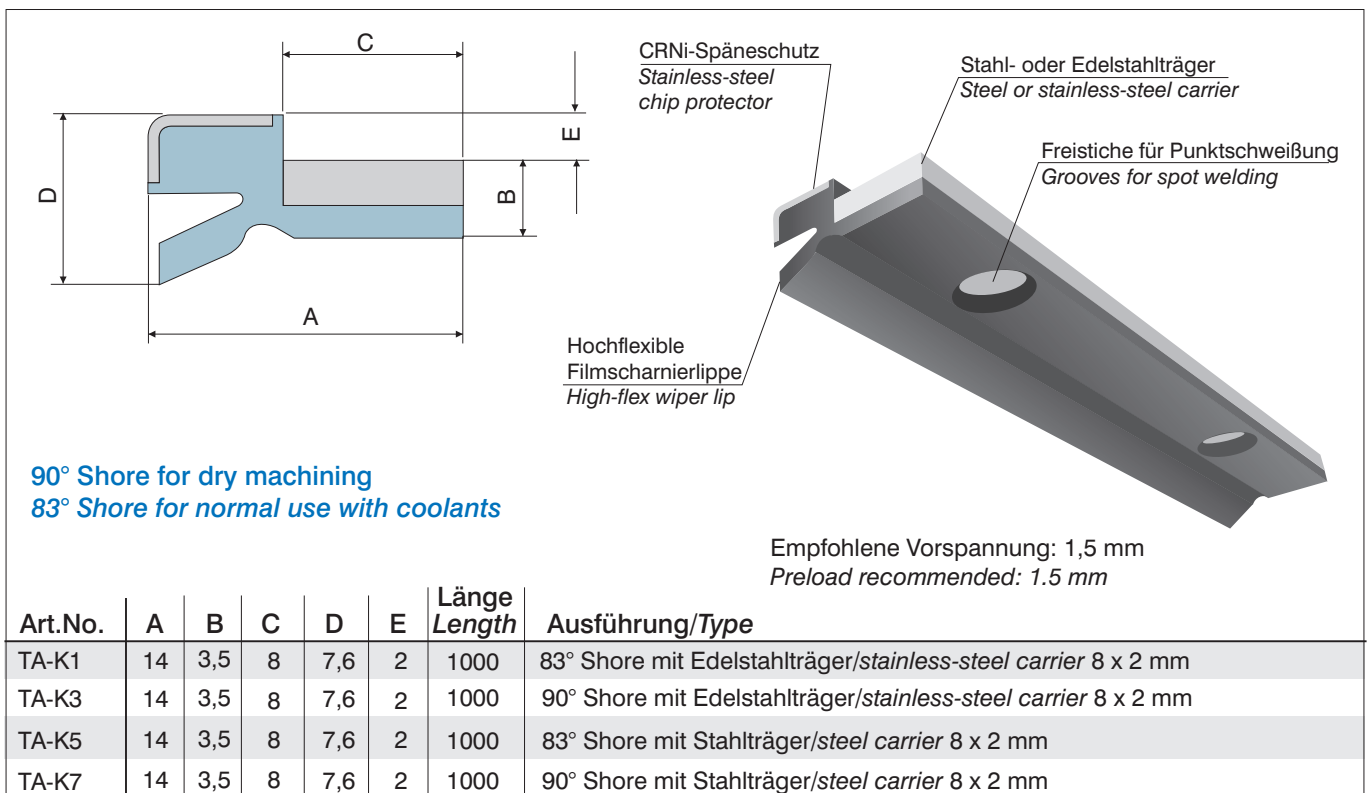 C
E
D
B
A
CRNi-Späneschutz
Stainless-steel
chip protector
Stahl- oder Edelstahlträger
Steel or stainless-steel carrier
Freistiche für Punktschweißung
Grooves for spot welding
Hochflexible
Filmscharnierlippe
High-flex wiper lip
90° Shore for dry machining
83° Shore for normal use with coolants
Empfohlene Vorspannung: 1,5 mm
Preload recommended: 1.5 mm
Art.No. A B C D E Länge Length Ausführung/Type
TA-K1 14 3,5 8 7,6 2 1000 83° Shore mit Edelstahlträger/stainless-steel carrier 8 x 2 mm
TA-K3 14 3,5 8 7,6 2 1000 90° Shore mit Edelstahlträger/stainless-steel carrier 8 x 2 mm
TA-K5 14 3,5 8 7,6 2 1000 83° Shore mit Stahlträger/steel carrier 8 x 2 mm
TA-K7 14 3,5 8 7,6 2 1000 90° Shore mit Stahlträger/steel carrier 8 x 2 mm